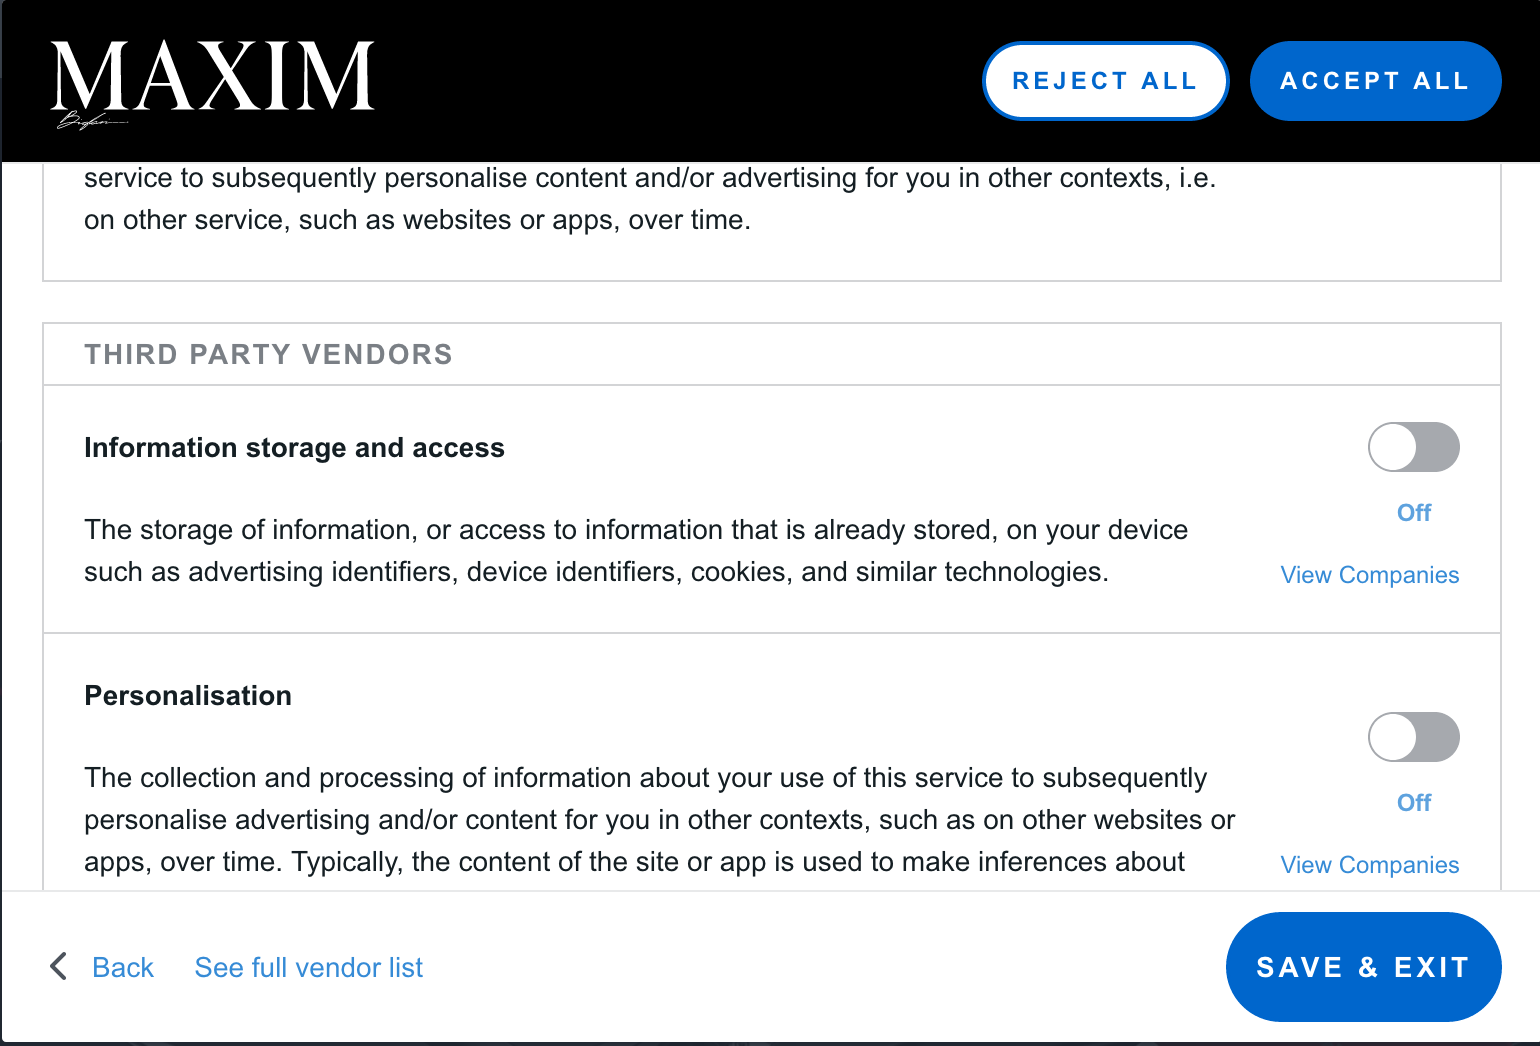 MAXIM
REJECT ALL
ACCEPT ALL
service to subsequently personalise content and/or advertising for you in other contexts, i.e.
on other service, such as websites or apps, over time.
THIRD PARTY VENDORS
Information storage and access
Off
The storage of information, or access to information that is already stored, on your device
such as advertising identifiers, device identifiers, cookies, and similar technologies.
View Companies
Personalisation
Off
The collection and processing of information about your use of this service to subsequently
personalise advertising and/or content for you in other contexts, such as on other websites or
apps, over time. Typically, the content of the site or app is used to make inferences about
View Companies
Back
See full vendor list
SAVE & EXIT